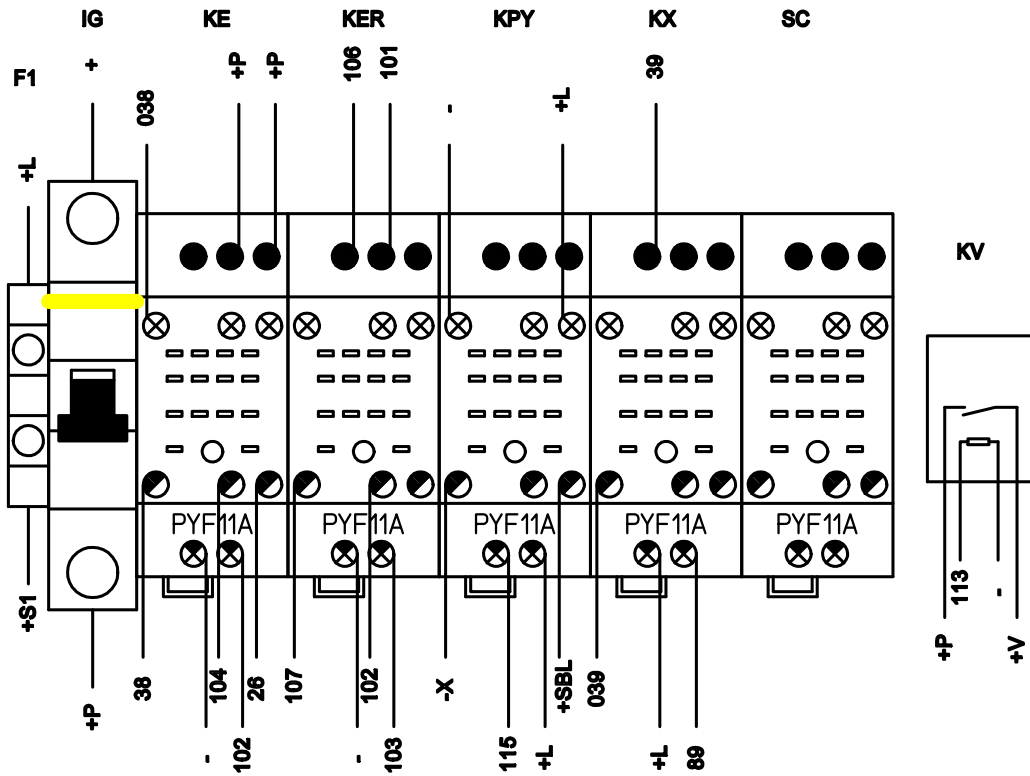 IG KE KER KPY KX SC
F1 + +P +P 106 101 39
038 - +L
+L
KV
PYF11A PYF11A PYF11A PYF11A
+S1 +P 113 - +V
38 104 26 107 102 -X +SBL 039
+P - 102 - 103 115 +L +L 89